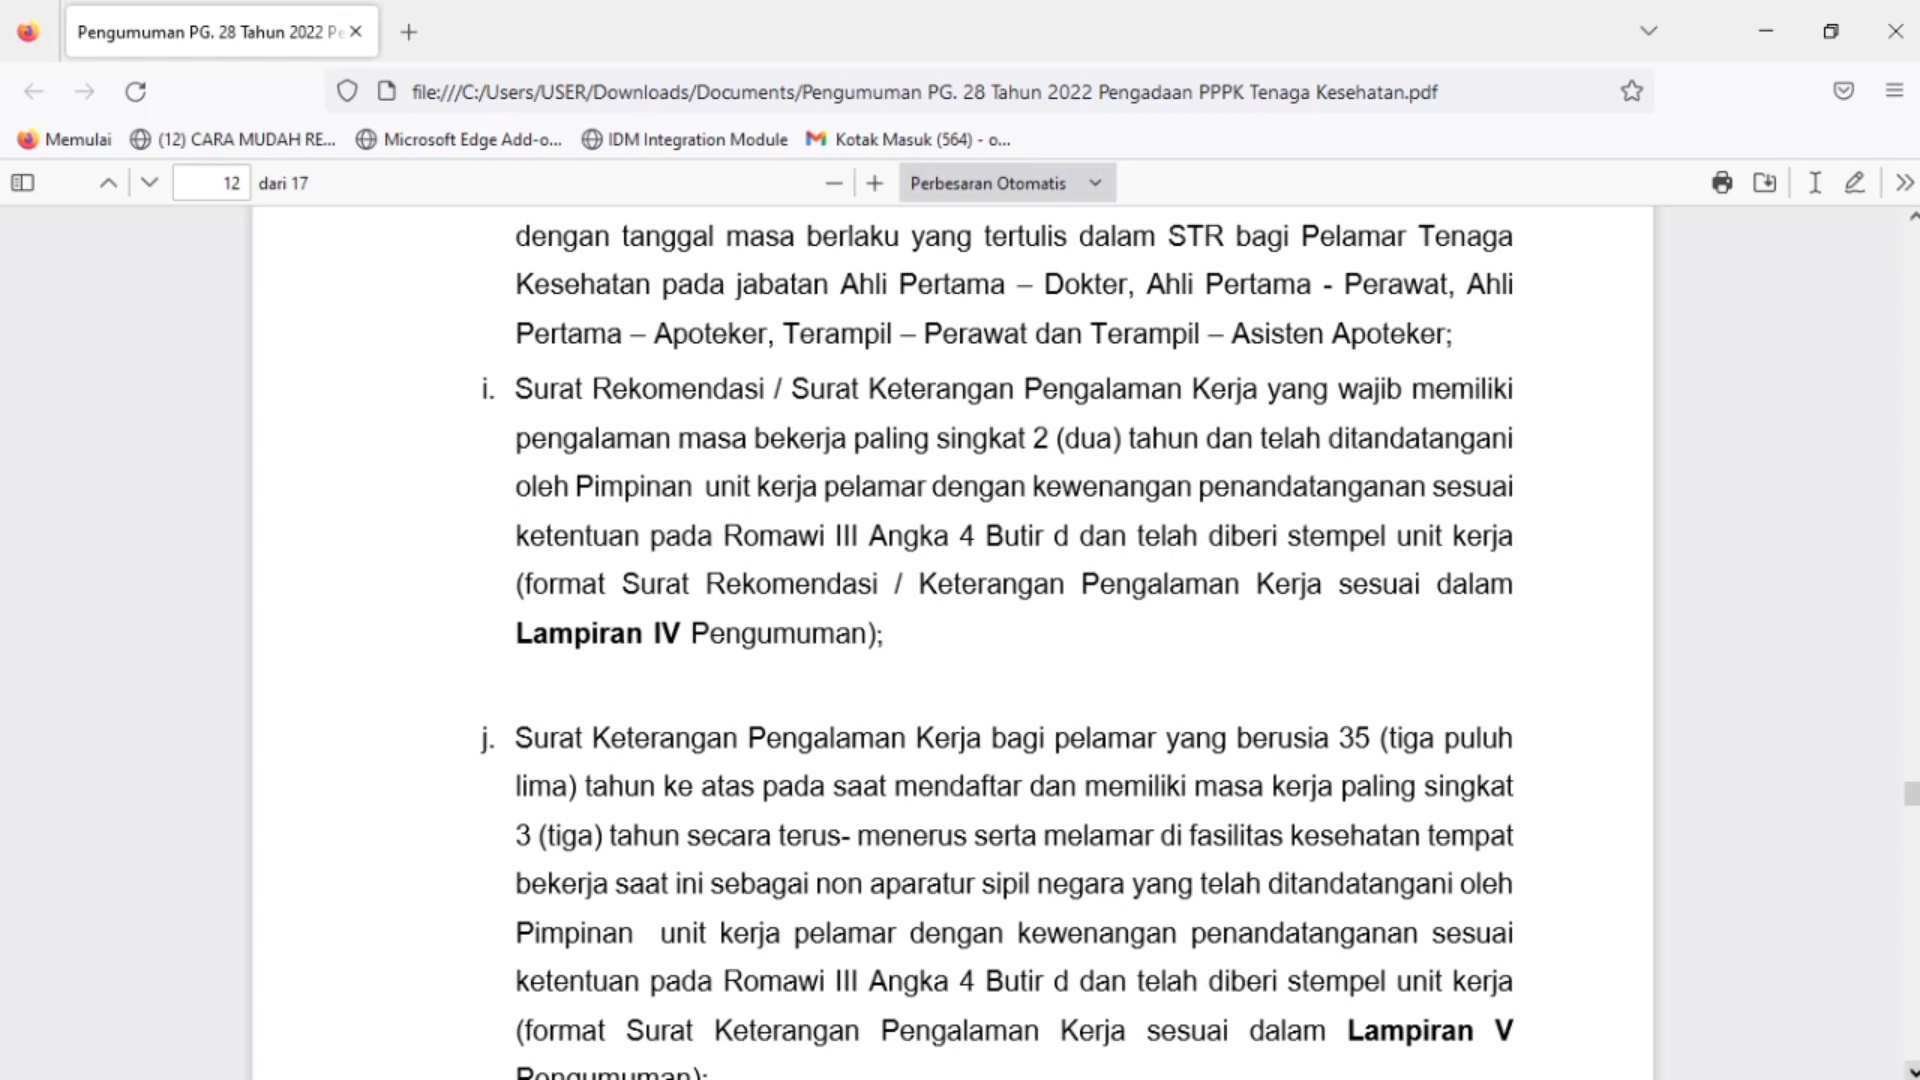 Pengumuman PG. 28 Tahun 2022 Pe
file:///C:/Users/USER/Downloads/Documents/Pengumuman PG. 28 Tahun 2022 Pengadaan PPPK Tenaga Kesehatan.pdf
Memulai (12) CARA MUDAH RE... Microsoft Edge Add-o... IDM Integration Module Kotak Masuk (564) - o...
12 dari 17 Perbesaran Otomatis
dengan tanggal masa berlaku yang tertulis dalam STR bagi Pelamar Tenaga
Kesehatan pada jabatan Ahli Pertama – Dokter, Ahli Pertama - Perawat, Ahli
Pertama – Apoteker, Terampil – Perawat dan Terampil – Asisten Apoteker;
i. Surat Rekomendasi / Surat Keterangan Pengalaman Kerja yang wajib memiliki
pengalaman masa bekerja paling singkat 2 (dua) tahun dan telah ditandatangani
oleh Pimpinan unit kerja pelamar dengan kewenangan penandatanganan sesuai
ketentuan pada Romawi III Angka 4 Butir d dan telah diberi stempel unit kerja
(format Surat Rekomendasi / Keterangan Pengalaman Kerja sesuai dalam
Lampiran IV Pengumuman);
j. Surat Keterangan Pengalaman Kerja bagi pelamar yang berusia 35 (tiga puluh
lima) tahun ke atas pada saat mendaftar dan memiliki masa kerja paling singkat
3 (tiga) tahun secara terus- menerus serta melamar di fasilitas kesehatan tempat
bekerja saat ini sebagai non aparatur sipil negara yang telah ditandatangani oleh
Pimpinan unit kerja pelamar dengan kewenangan penandatanganan sesuai
ketentuan pada Romawi III Angka 4 Butir d dan telah diberi stempel unit kerja
(format Surat Keterangan Pengalaman Kerja sesuai dalam Lampiran V
Pengumuman);